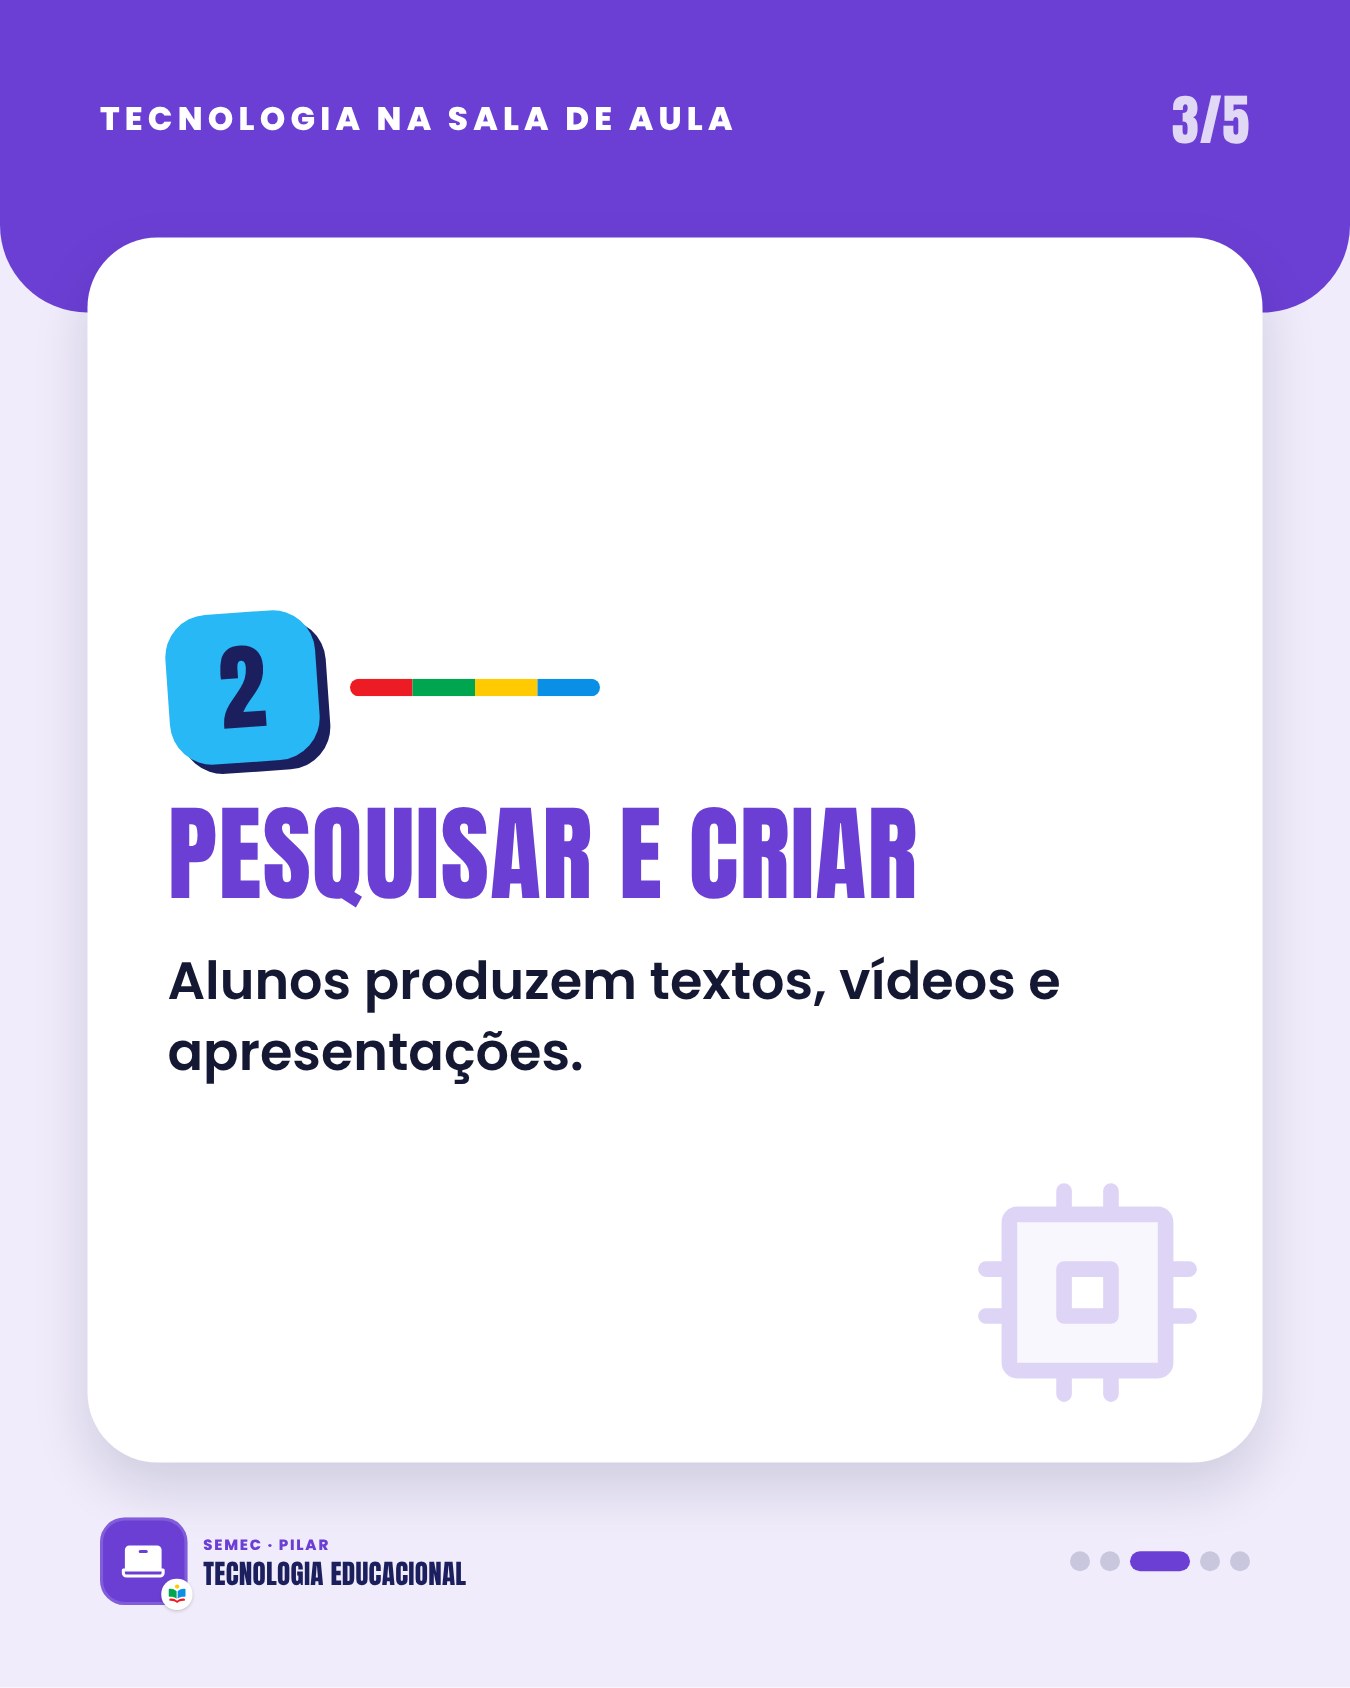 TECNOLOGIA NA SALA DE AULA
3/5
2
PESQUISAR E CRIAR
Alunos produzem textos, vídeos e
apresentações.
SEMEC · PILAR
TECNOLOGIA EDUCACIONAL